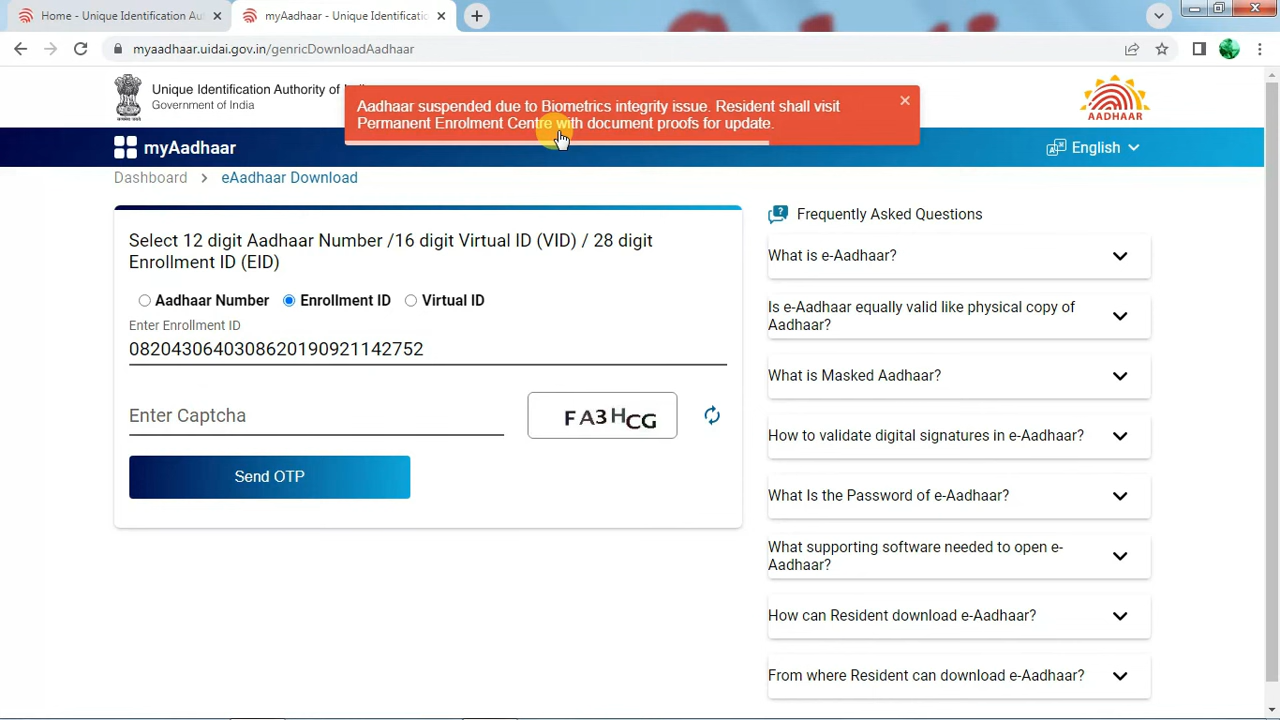 Home - Unique Identification Au
myAadhaar - Unique Identificatio
myaadhaar.uidai.gov.in/genricDownloadAadhaar
Unique Identification Authority of I
Government of India
Aadhaar suspended due to Biometrics integrity issue. Resident shall visit
Permanent Enrolment Centre with document proofs for update.
AADHAAR
myAadhaar
English
Dashboard > eAadhaar Download
Select 12 digit Aadhaar Number /16 digit Virtual ID (VID) / 28 digit
Enrollment ID (EID)
Aadhaar Number Enrollment ID Virtual ID
Enter Enrollment ID
0820430640308620190921142752
Enter Captcha
FA3HCG
Send OTP
Frequently Asked Questions
What is e-Aadhaar?
Is e-Aadhaar equally valid like physical copy of
Aadhaar?
What is Masked Aadhaar?
How to validate digital signatures in e-Aadhaar?
What Is the Password of e-Aadhaar?
What supporting software needed to open e-
Aadhaar?
How can Resident download e-Aadhaar?
From where Resident can download e-Aadhaar?